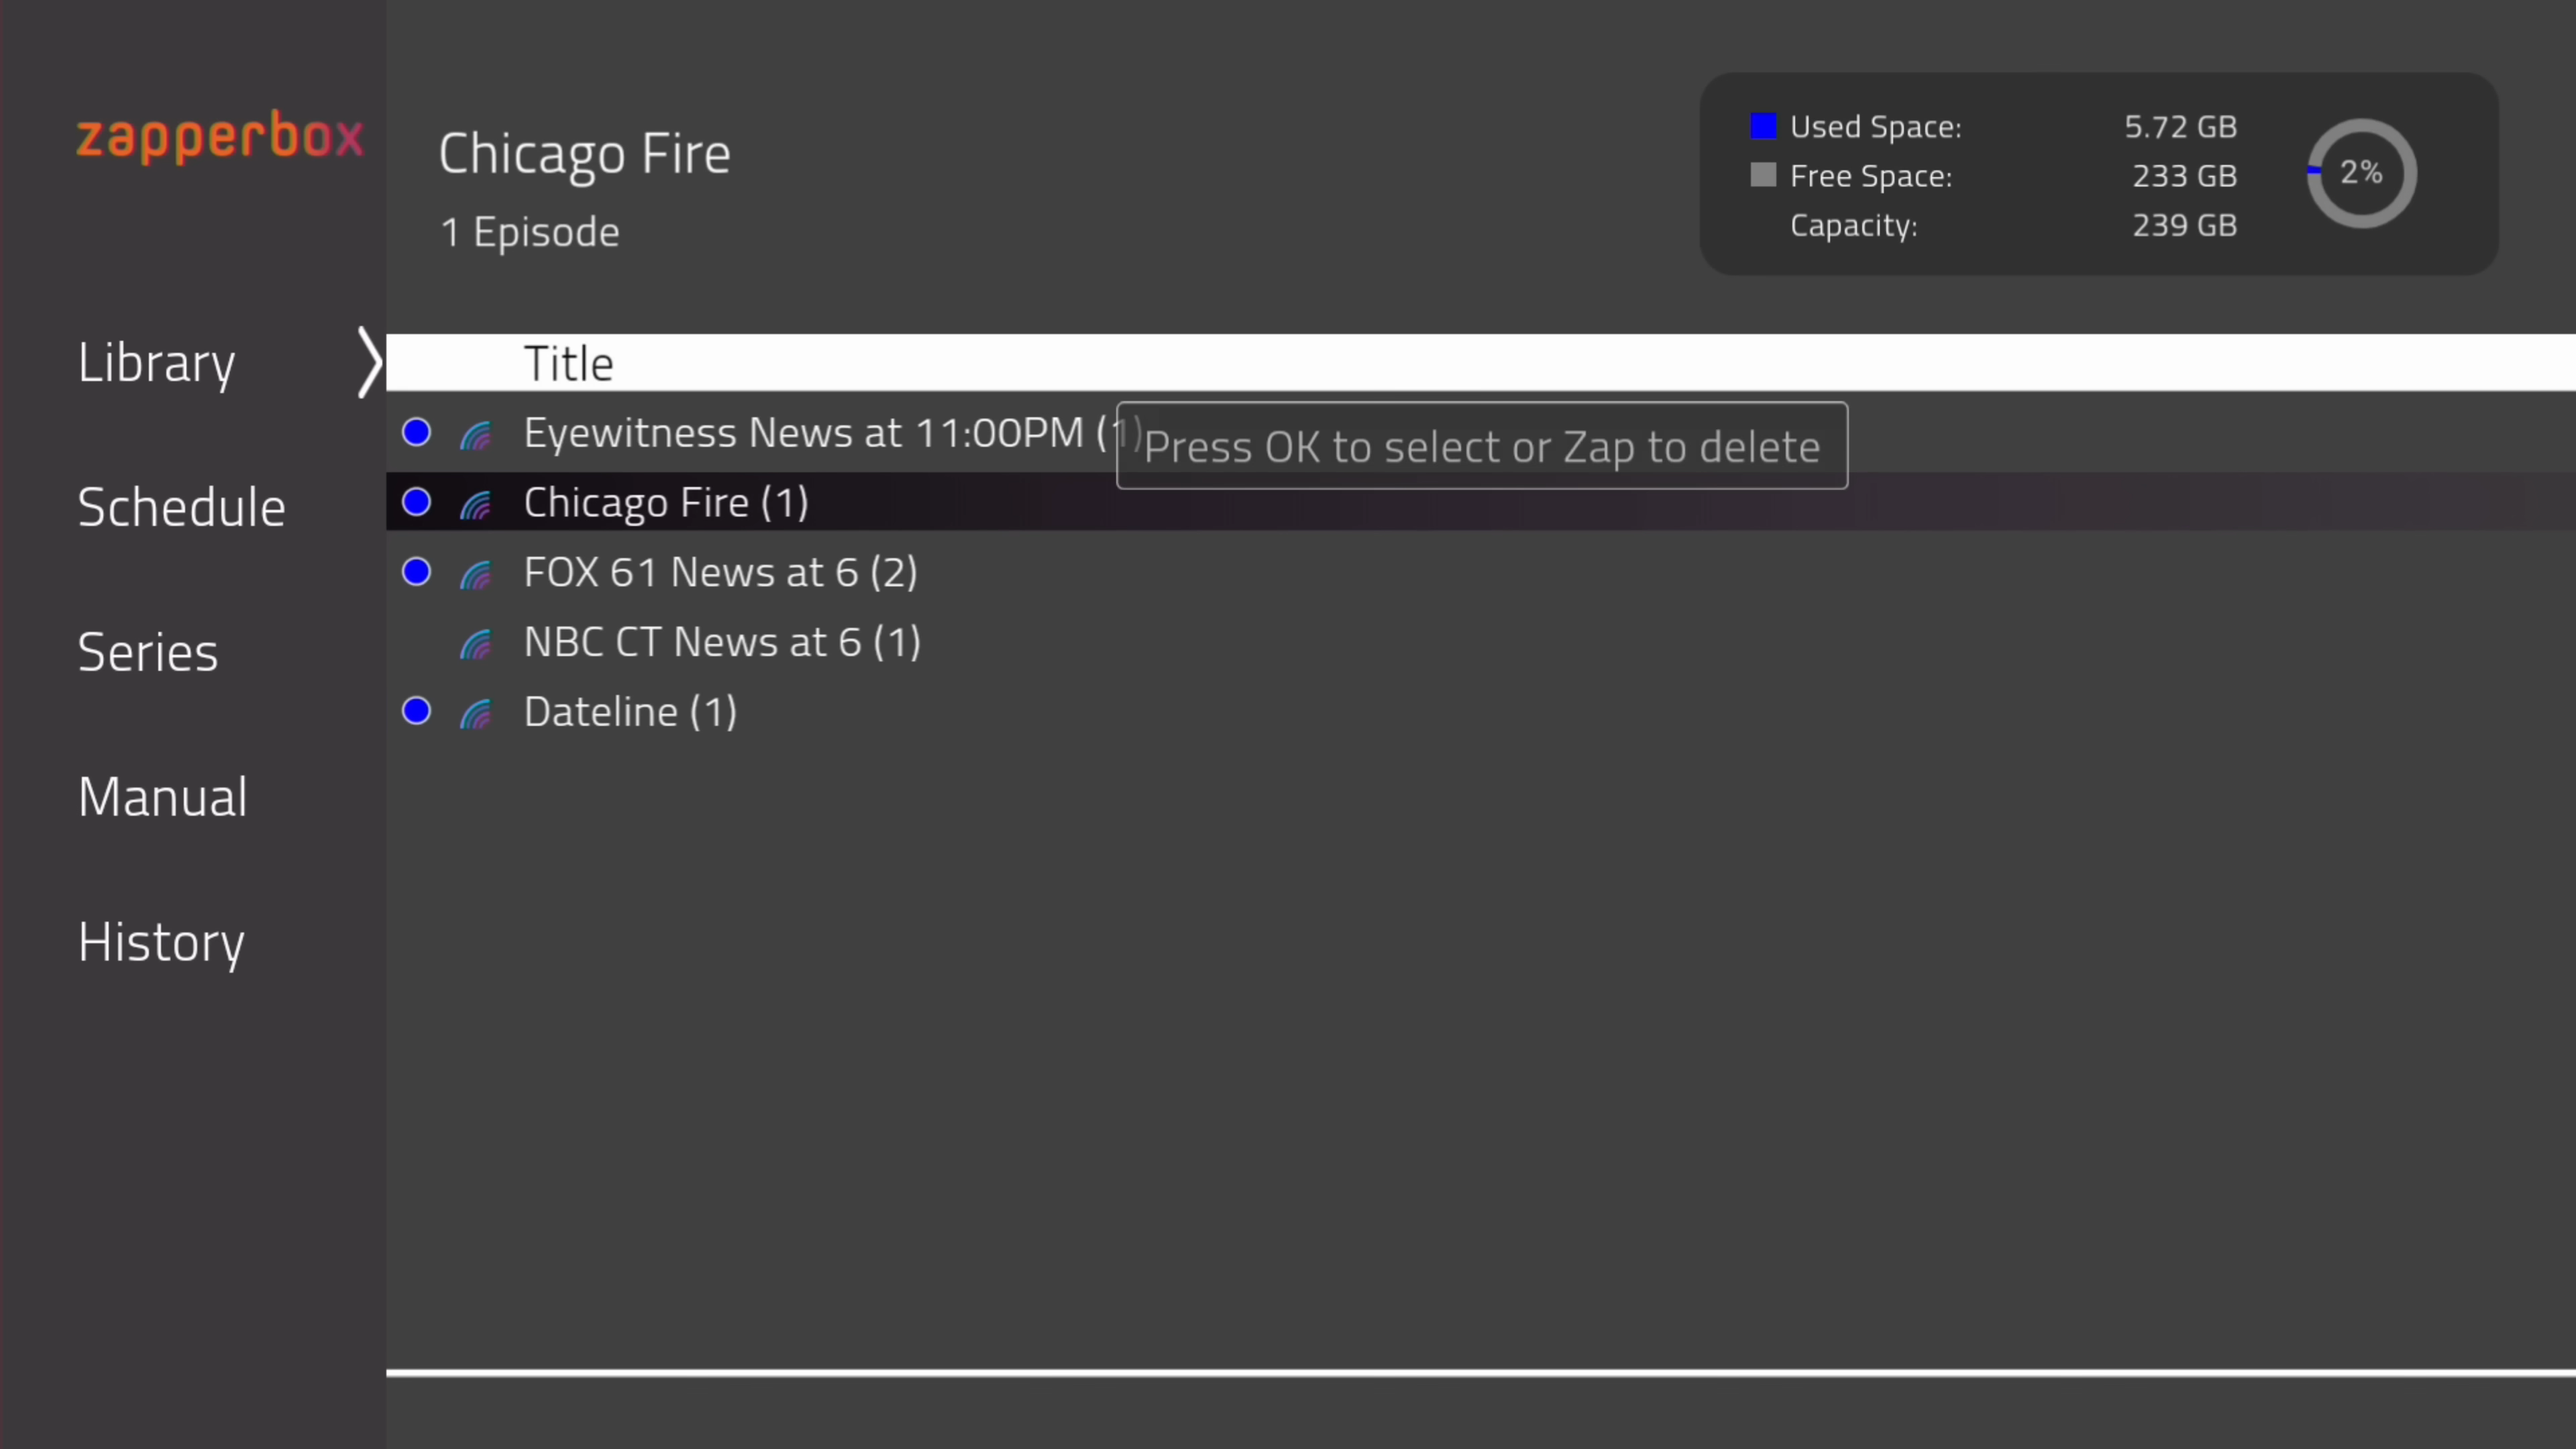 zapperbox
Library
Schedule
Series
Manual
History
Chicago Fire
1 Episode
Used Space: 5.72 GB
Free Space: 233 GB
Capacity: 239 GB
2%
Title
Eyewitness News at 11:00PM (1)
Press OK to select or Zap to delete
Chicago Fire (1)
FOX 61 News at 6 (2)
NBC CT News at 6 (1)
Dateline (1)